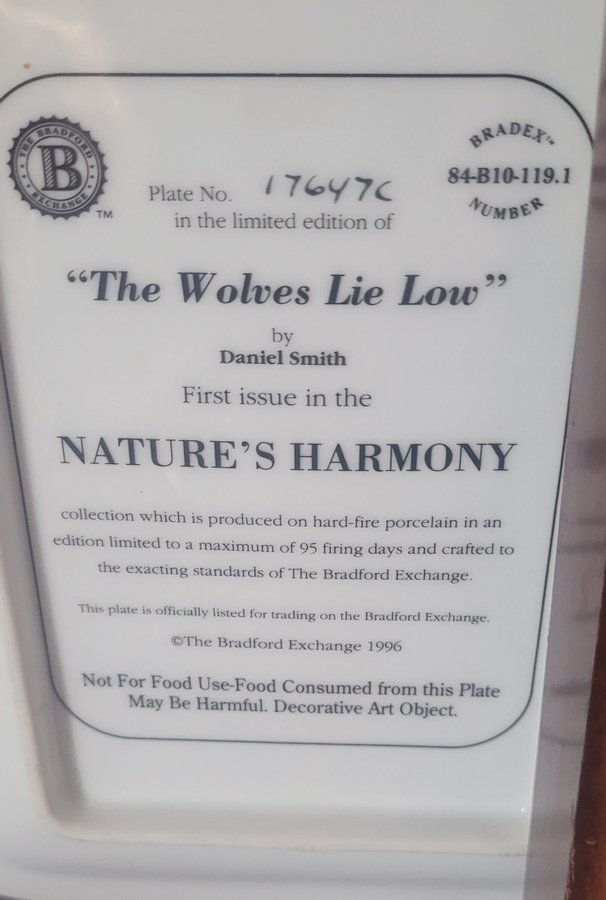 THE BRADFORD
B
EXCHANGE
TM
BRADEX™
84-B10-119.1
NUMBER
Plate No. 17647C
in the limited edition of
“The Wolves Lie Low”
by
Daniel Smith
First issue in the
NATURE’S HARMONY
collection which is produced on hard-fire porcelain in an
edition limited to a maximum of 95 firing days and crafted to
the exacting standards of The Bradford Exchange.
This plate is officially listed for trading on the Bradford Exchange.
©The Bradford Exchange 1996
Not For Food Use-Food Consumed from this Plate
May Be Harmful. Decorative Art Object.